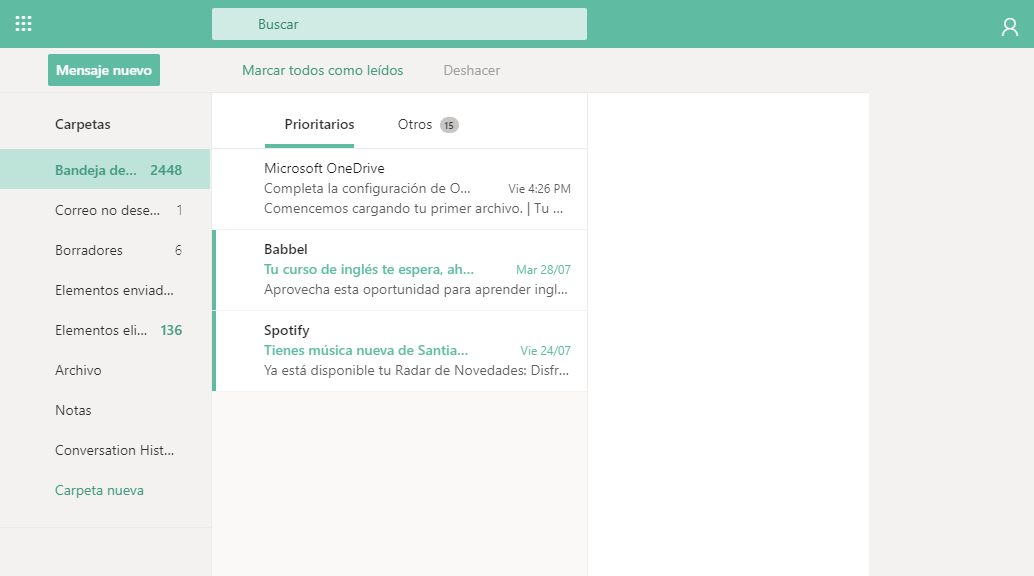 Buscar
Mensaje nuevo
Marcar todos como leídos
Deshacer
Carpetas
Bandeja de... 2448
Correo no dese... 1
Borradores 6
Elementos enviad...
Elementos eli... 136
Archivo
Notas
Conversation Hist...
Carpeta nueva
Prioritarios
Otros 15
Microsoft OneDrive
Completa la configuración de O... Vie 4:26 PM
Comencemos cargando tu primer archivo. | Tu ...
Babbel
Tu curso de inglés te espera, ah... Mar 28/07
Aprovecha esta oportunidad para aprender ingl...
Spotify
Tienes música nueva de Santia... Vie 24/07
Ya está disponible tu Radar de Novedades: Disfr...